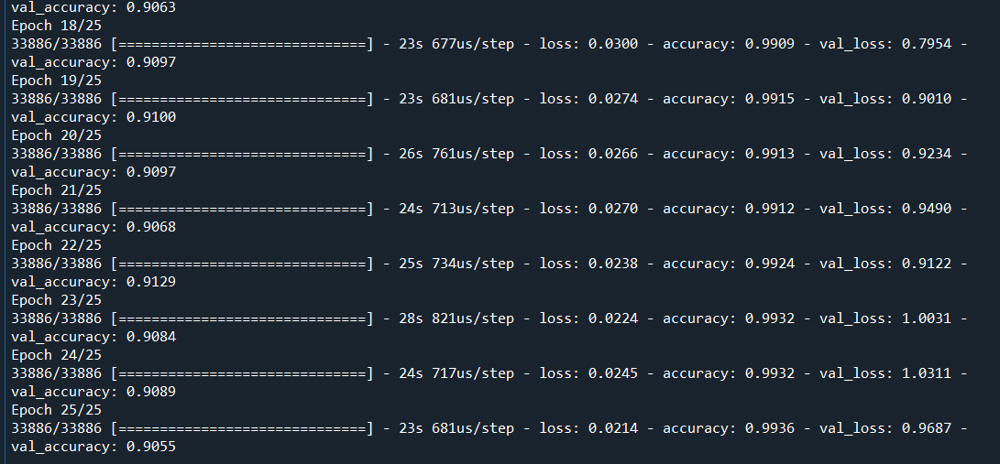 val_accuracy: 0.9063
Epoch 18/25
33886/33886 [==============================] - 23s 677us/step - loss: 0.0300 - accuracy: 0.9909 - val_loss: 0.7954 -
val_accuracy: 0.9097
Epoch 19/25
33886/33886 [==============================] - 23s 681us/step - loss: 0.0274 - accuracy: 0.9915 - val_loss: 0.9010 -
val_accuracy: 0.9100
Epoch 20/25
33886/33886 [==============================] - 26s 761us/step - loss: 0.0266 - accuracy: 0.9913 - val_loss: 0.9234 -
val_accuracy: 0.9097
Epoch 21/25
33886/33886 [==============================] - 24s 713us/step - loss: 0.0270 - accuracy: 0.9912 - val_loss: 0.9490 -
val_accuracy: 0.9068
Epoch 22/25
33886/33886 [==============================] - 25s 734us/step - loss: 0.0238 - accuracy: 0.9924 - val_loss: 0.9122 -
val_accuracy: 0.9129
Epoch 23/25
33886/33886 [==============================] - 28s 821us/step - loss: 0.0224 - accuracy: 0.9932 - val_loss: 1.0031 -
val_accuracy: 0.9084
Epoch 24/25
33886/33886 [==============================] - 24s 717us/step - loss: 0.0245 - accuracy: 0.9932 - val_loss: 1.0311 -
val_accuracy: 0.9089
Epoch 25/25
33886/33886 [==============================] - 23s 681us/step - loss: 0.0214 - accuracy: 0.9936 - val_loss: 0.9687 -
val_accuracy: 0.9055